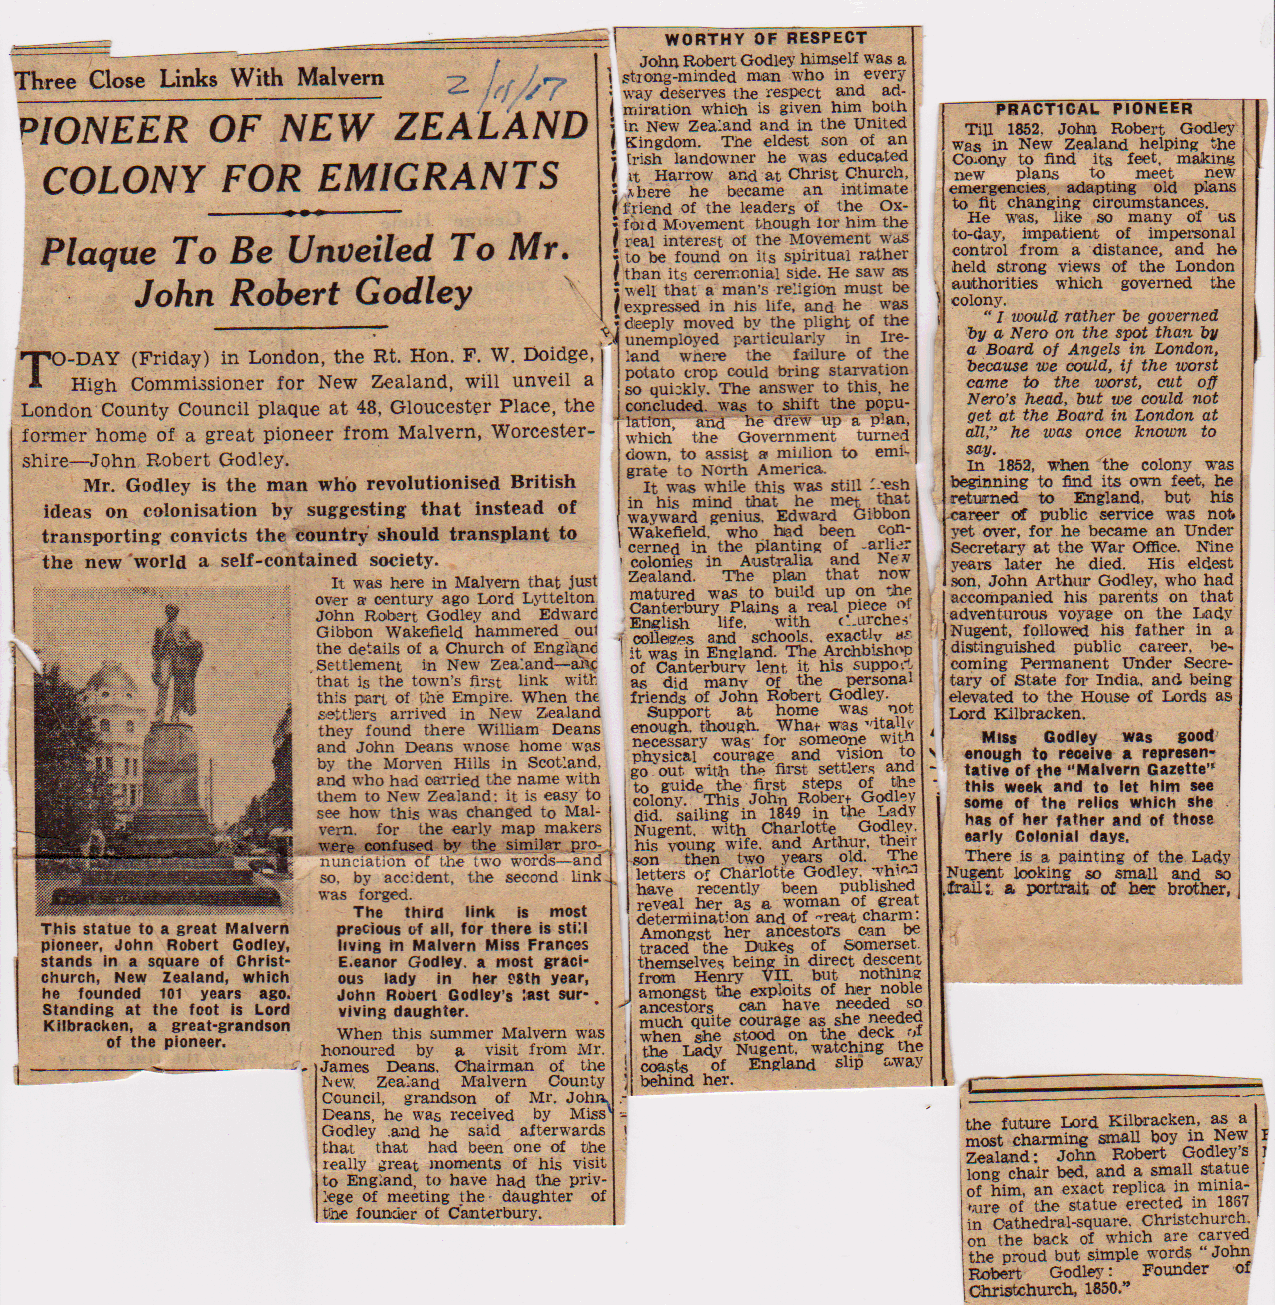 Three Close Links With Malvern
PIONEER OF NEW ZEALAND
COLONY FOR EMIGRANTS
Plaque To Be Unveiled To Mr.
John Robert Godley
TO-DAY (Friday) in London, the Rt. Hon. F. W. Doidge,
High Commissioner for New Zealand, will unveil a
London County Council plaque at 48, Gloucester Place, the
former home of a great pioneer from Malvern, Worcester-
shire—John Robert Godley.
Mr. Godley is the man who revolutionised British
ideas on colonisation by suggesting that instead of
transporting convicts the country should transplant to
the new world a self-contained society.
This statue to a great Malvern
pioneer, John Robert Godley,
stands in a square of Christ-
church, New Zealand, which
he founded 101 years ago.
Standing at the foot is Lord
Kilbracken, a great-grandson
of the pioneer.
It was here in Malvern that just
over a century ago Lord Lyttelton
John Robert Godley and Edward
Gibbon Wakefield hammered out
the details of a Church of England
Settlement in New Zealand—and
that is the town's first link with
this part of the Empire. When the
settlers arrived in New Zealand
they found there William Deans
and John Deans whose home was
by the Morven Hills in Scotland,
and who had carried the name with
them to New Zealand; it is easy to
see how this was changed to Mal-
vern, for the early map makers
were confused by the similar pro-
nunciation of the two words—and
so, by accident, the second link
was forged.
The third link is most
precious of all, for there is still
living in Malvern Miss Frances
Eleanor Godley, a most graci-
ous lady in her 98th year,
John Robert Godley's last sur-
viving daughter.
When this summer Malvern was
honoured by a visit from Mr.
James Deans, Chairman of the
New Zealand Malvern County
Council, grandson of Mr. John
Deans, he was received by Miss
Godley and he said afterwards
that that had been one of the
really great moments of his visit
to England, to have had the priv-
lege of meeting the daughter of
the founder of Canterbury.
WORTHY OF RESPECT
John Robert Godley himself was a
strong-minded man who in every
way deserves the respect and ad-
miration which is given him both
in New Zealand and in the United
Kingdom. The eldest son of an
Irish landowner he was educated
at Harrow and at Christ Church,
where he became an intimate
friend of the leaders of the Ox-
ford Movement though for him the
real interest of the Movement was
to be found on its spiritual rather
than its ceremonial side. He saw as
well that a man's religion must be
expressed in his life, and he was
deeply moved by the plight of the
unemployed particularly in Ire-
land where the failure of the
potato crop could bring starvation
so quickly. The answer to this, he
concluded, was to shift the popu-
lation, and he drew up a plan,
which the Government turned
down, to assist a million to emi-
grate to North America.
It was while this was still fresh
in his mind that he met that
wayward genius, Edward Gibbon
Wakefield, who had been con-
cerned in the planting of earlier
colonies in Australia and New
Zealand. The plan that now
matured was to build up on the
Canterbury Plains a real piece of
English life, with churches
colleges and schools, exactly as
it was in England. The Archbishop
of Canterbury lent it his support
as did many of the personal
friends of John Robert Godley.
Support at home was not
enough, though. What was vitally
necessary was for someone with
physical courage and vision to
go out with the first settlers and
to guide the first steps of the
colony. This John Robert Godley
did, sailing in 1849 in the Lady
Nugent, with Charlotte Godley,
his young wife, and Arthur, their
son then two years old. The
letters of Charlotte Godley, which
have recently been published
reveal her as a woman of great
determination and of great charm:
Amongst her ancestors can be
traced the Dukes of Somerset.
themselves being in direct descent
from Henry VII, but nothing
amongst the exploits of her noble
ancestors can have needed so
much quite courage as she needed
when she stood on the deck of
the Lady Nugent, watching the
coasts of England slip away
behind her.
PRACTICAL PIONEER
Till 1852, John Robert Godley
was in New Zealand helping the
Colony to find its feet, making
new plans to meet new
emergencies, adapting old plans
to fit changing circumstances.
He was, like so many of us
to-day, impatient of impersonal
control from a distance, and he
held strong views of the London
authorities which governed the
colony.
"I would rather be governed
by a Nero on the spot than by
a Board of Angels in London,
because we could, if the worst
came to the worst, cut off
Nero's head, but we could not
get at the Board in London at
all," he was once known to
say.
In 1852, when the colony was
beginning to find its own feet, he
returned to England, but his
career of public service was not
yet over, for he became an Under
Secretary at the War Office. Nine
years later he died. His eldest
son, John Arthur Godley, who had
accompanied his parents on that
adventurous voyage on the Lady
Nugent, followed his father in a
distinguished public career, be-
coming Permanent Under Secre-
tary of State for India, and being
elevated to the House of Lords as
Lord Kilbracken.
Miss Godley was good
enough to receive a represen-
tative of the "Malvern Gazette"
this week and to let him see
some of the relics which she
has of her father and of those
early Colonial days.
There is a painting of the Lady
Nugent looking so small and so
frail; a portrait of her brother,
the future Lord Kilbracken, as a
most charming small boy in New
Zealand; John Robert Godley's
long chair bed, and a small statue
of him, an exact replica in minia-
ture of the statue erected in 1867
in Cathedral-square, Christchurch,
on the back of which are carved
the proud but simple words "John
Robert Godley: Founder of
Christchurch, 1850."